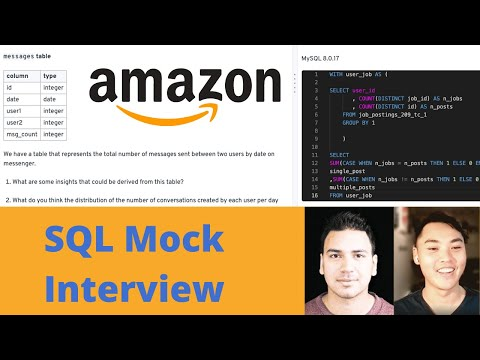 messages table
column type
id integer
date date
user1 integer
user2 integer
msg_count integer
We have a table that represents the total number of messages sent between two users by date on
messenger.
1. What are some insights that could be derived from this table?
2. What do you think the distribution of the number of conversations created by each user per day
amazon
MySQL 8.0.17
1 WITH user_job AS (
2
3 SELECT user_id
4 , COUNT(DISTINCT job_id) AS n_jobs
5 , COUNT(DISTINCT id) AS n_posts
6 FROM job_postings_209_tc_1
7 GROUP BY 1
8
9 )
10
11 SELECT
12 SUM(CASE WHEN n_jobs = n_posts THEN 1 ELSE 0 E
13 single_post
14 ,SUM(CASE WHEN n_jobs != n_posts THEN 1 ELSE 0
15 multiple_posts
16 FROM user_job
SQL Mock
Interview